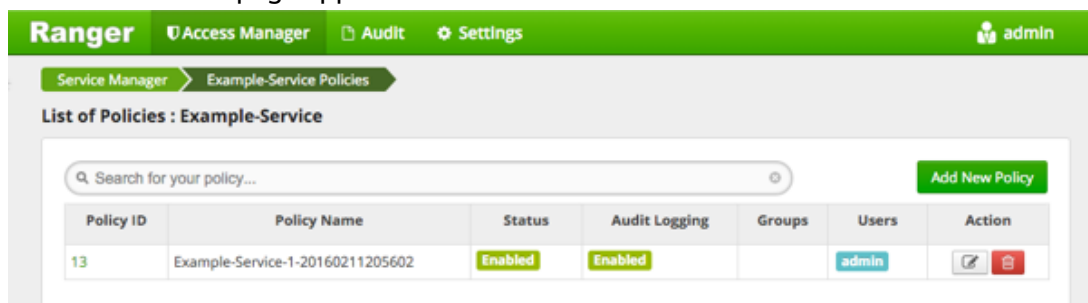 Ranger Access Manager Audit Settings admin
Service Manager Example-Service Policies
List of Policies : Example-Service
Search for your policy... Add New Policy
Policy ID Policy Name Status Audit Logging Groups Users Action
13 Example-Service-1-20160211205602 Enabled Enabled admin